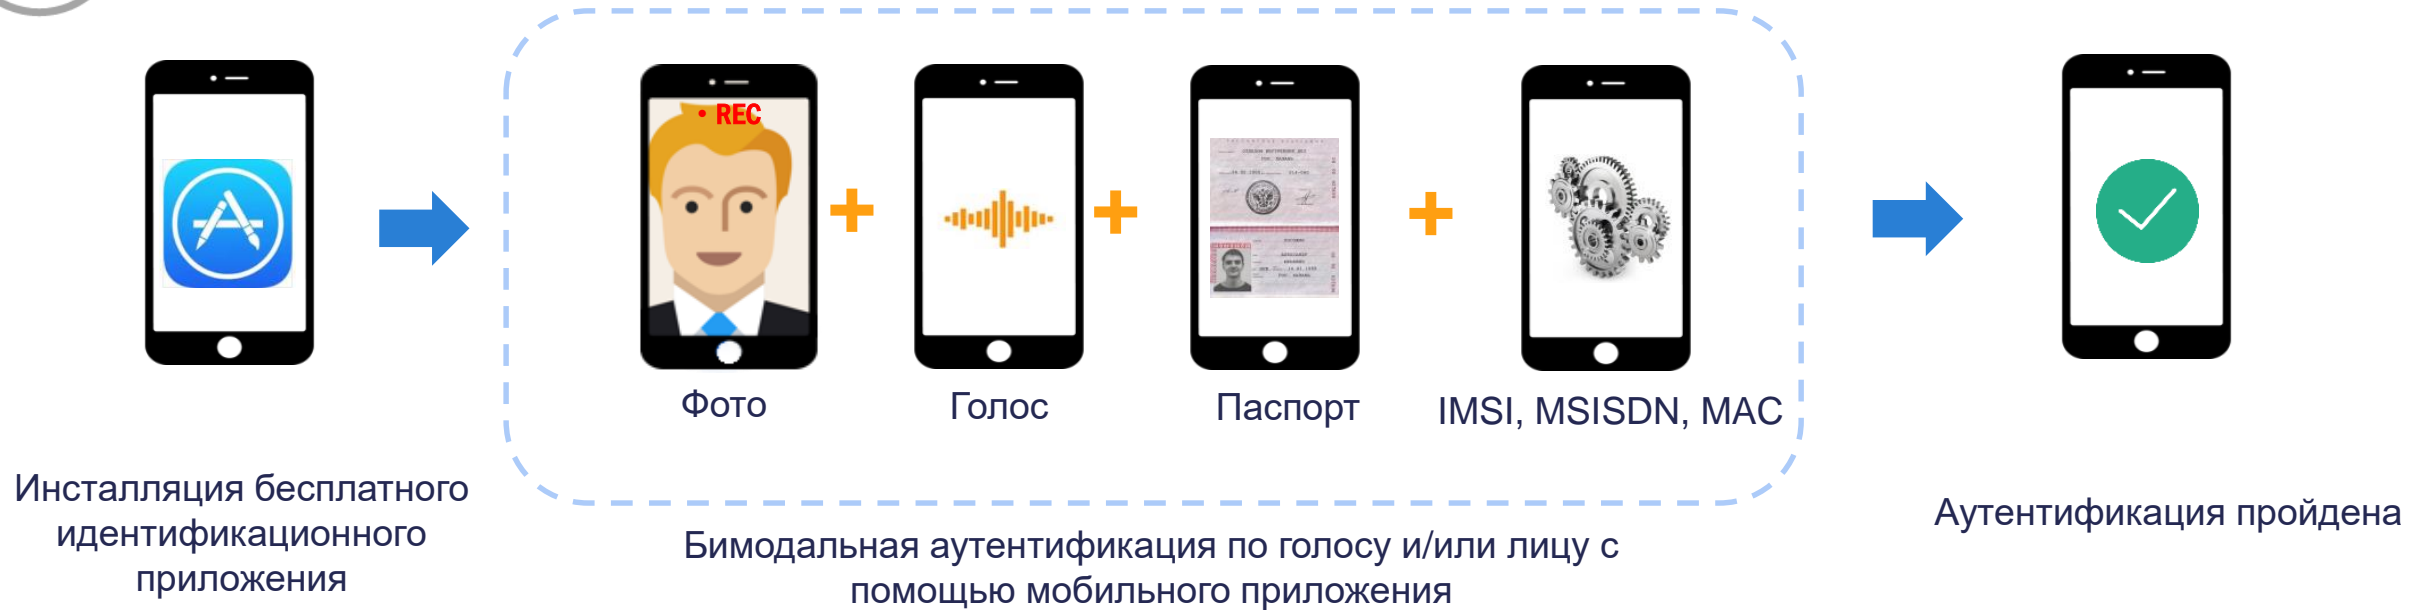 • REC
Фото
Голос
Паспорт
IMSI, MSISDN, MAC
Инсталляция бесплатного
идентификационного
приложения
Бимодальная аутентификация по голосу и/или лицу с
помощью мобильного приложения
Аутентификация пройдена